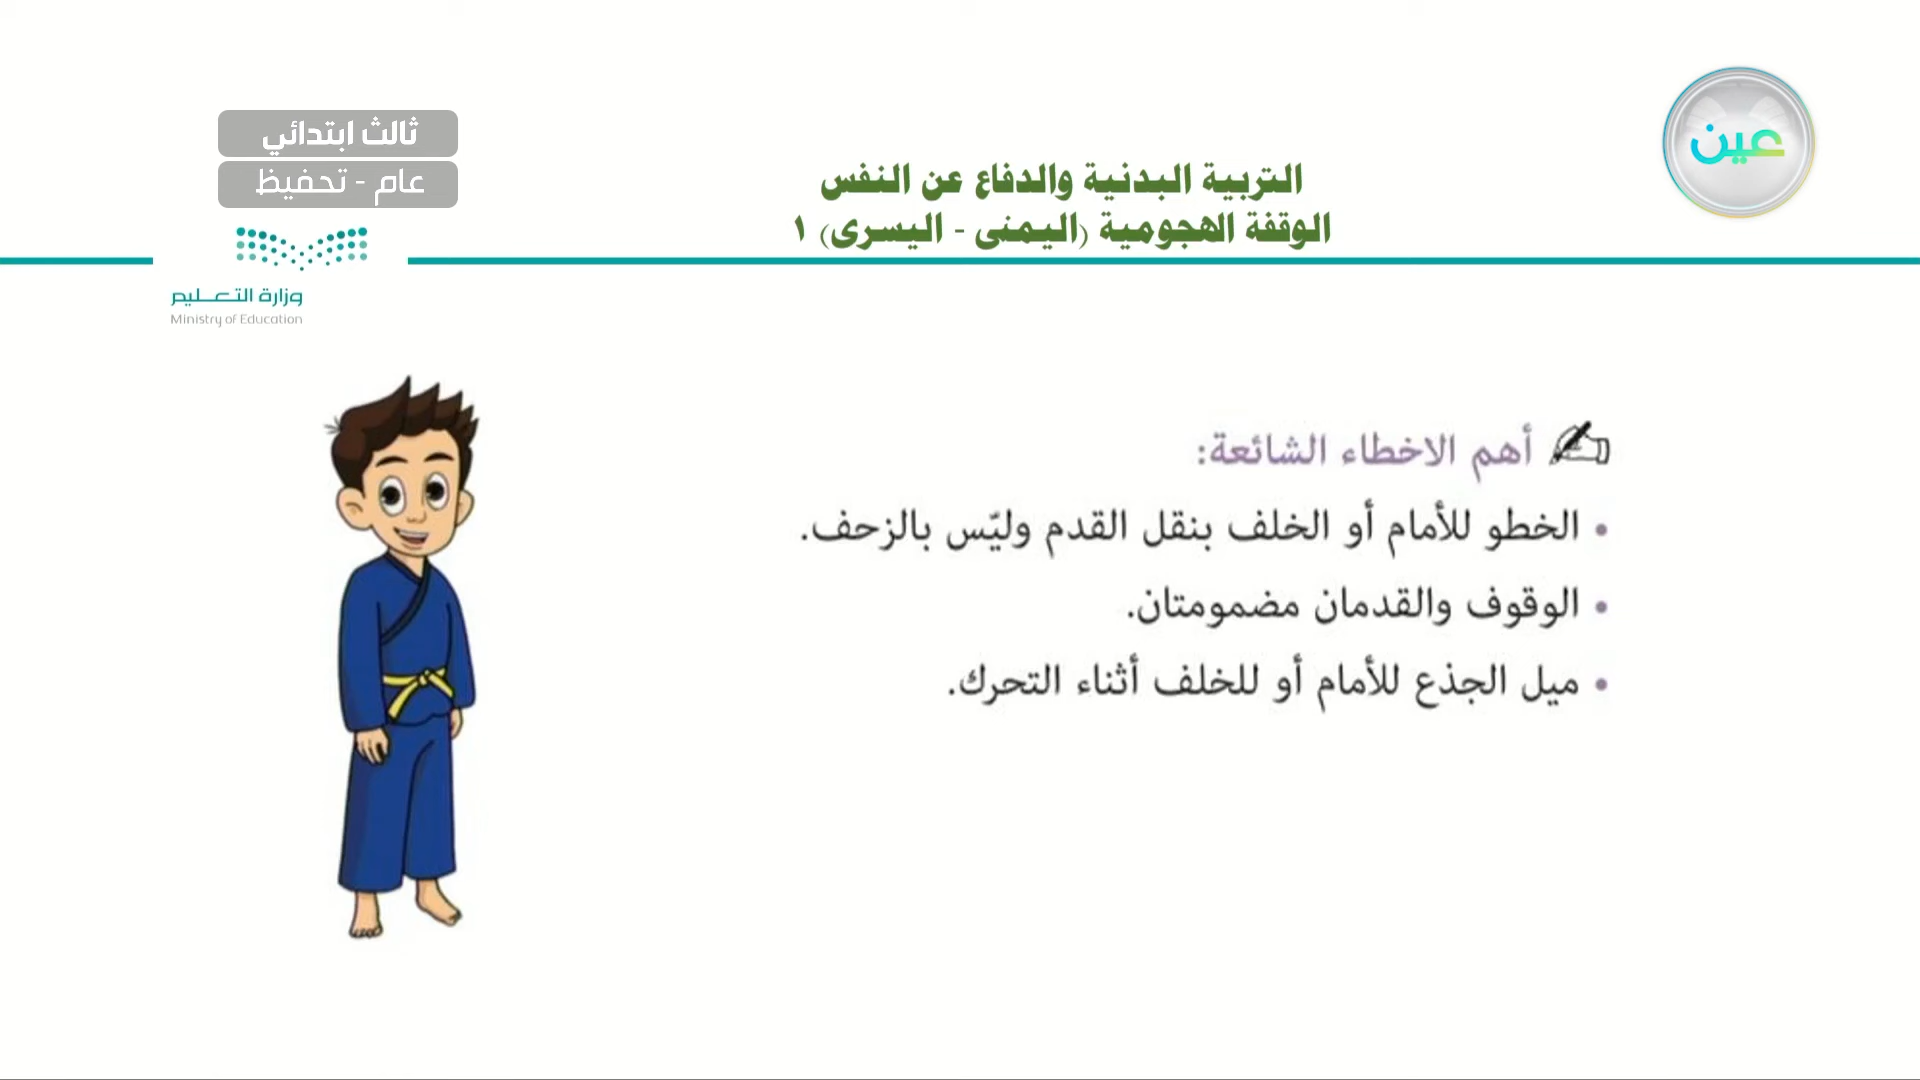 عين
ثالث ابتدائي
عام - تحفيظ
التربية البدنية والدفاع عن النفس
الوقفة الهجومية (اليمنى - اليسرى) ١
وزارة التعـليم
Ministry of Education
أهم الاخطاء الشائعة:
• الخطو للأمام أو الخلف بنقل القدم وليّس بالزحف.
• الوقوف والقدمان مضمومتان.
• ميل الجذع للأمام أو للخلف أثناء التحرك.